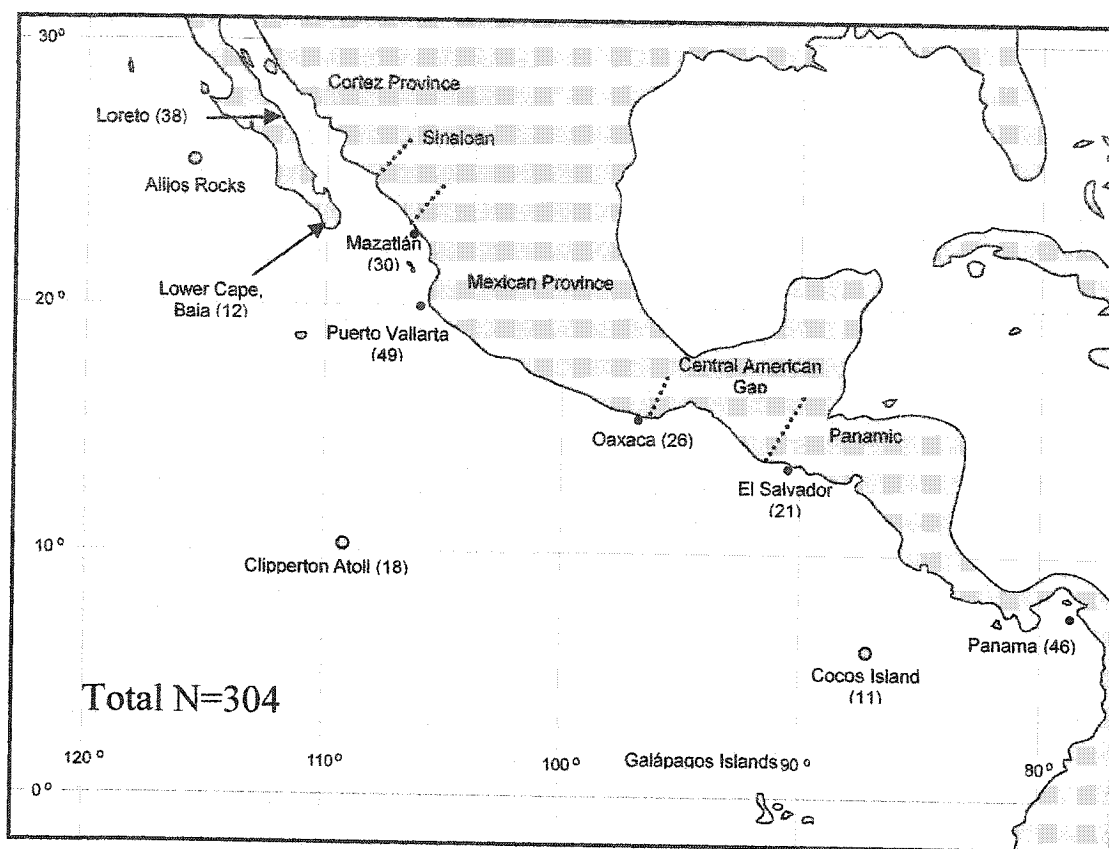 30°
Cortez Province
Loreto (38)
Sinaloan
Alijos Rocks
Mazatlán
(30)
Lower Cape,
Baja (12)
Mexican Province
20°
Puerto Vallarta
(49)
Central American
Gap
Oaxaca (26)
Panamic
El Salvador
(21)
10°
Clipperton Atoll (18)
Panama (46)
Cocos Island
(11)
Total N=304
120°
110°
100°
Galápagos Islands
90°
80°
0°